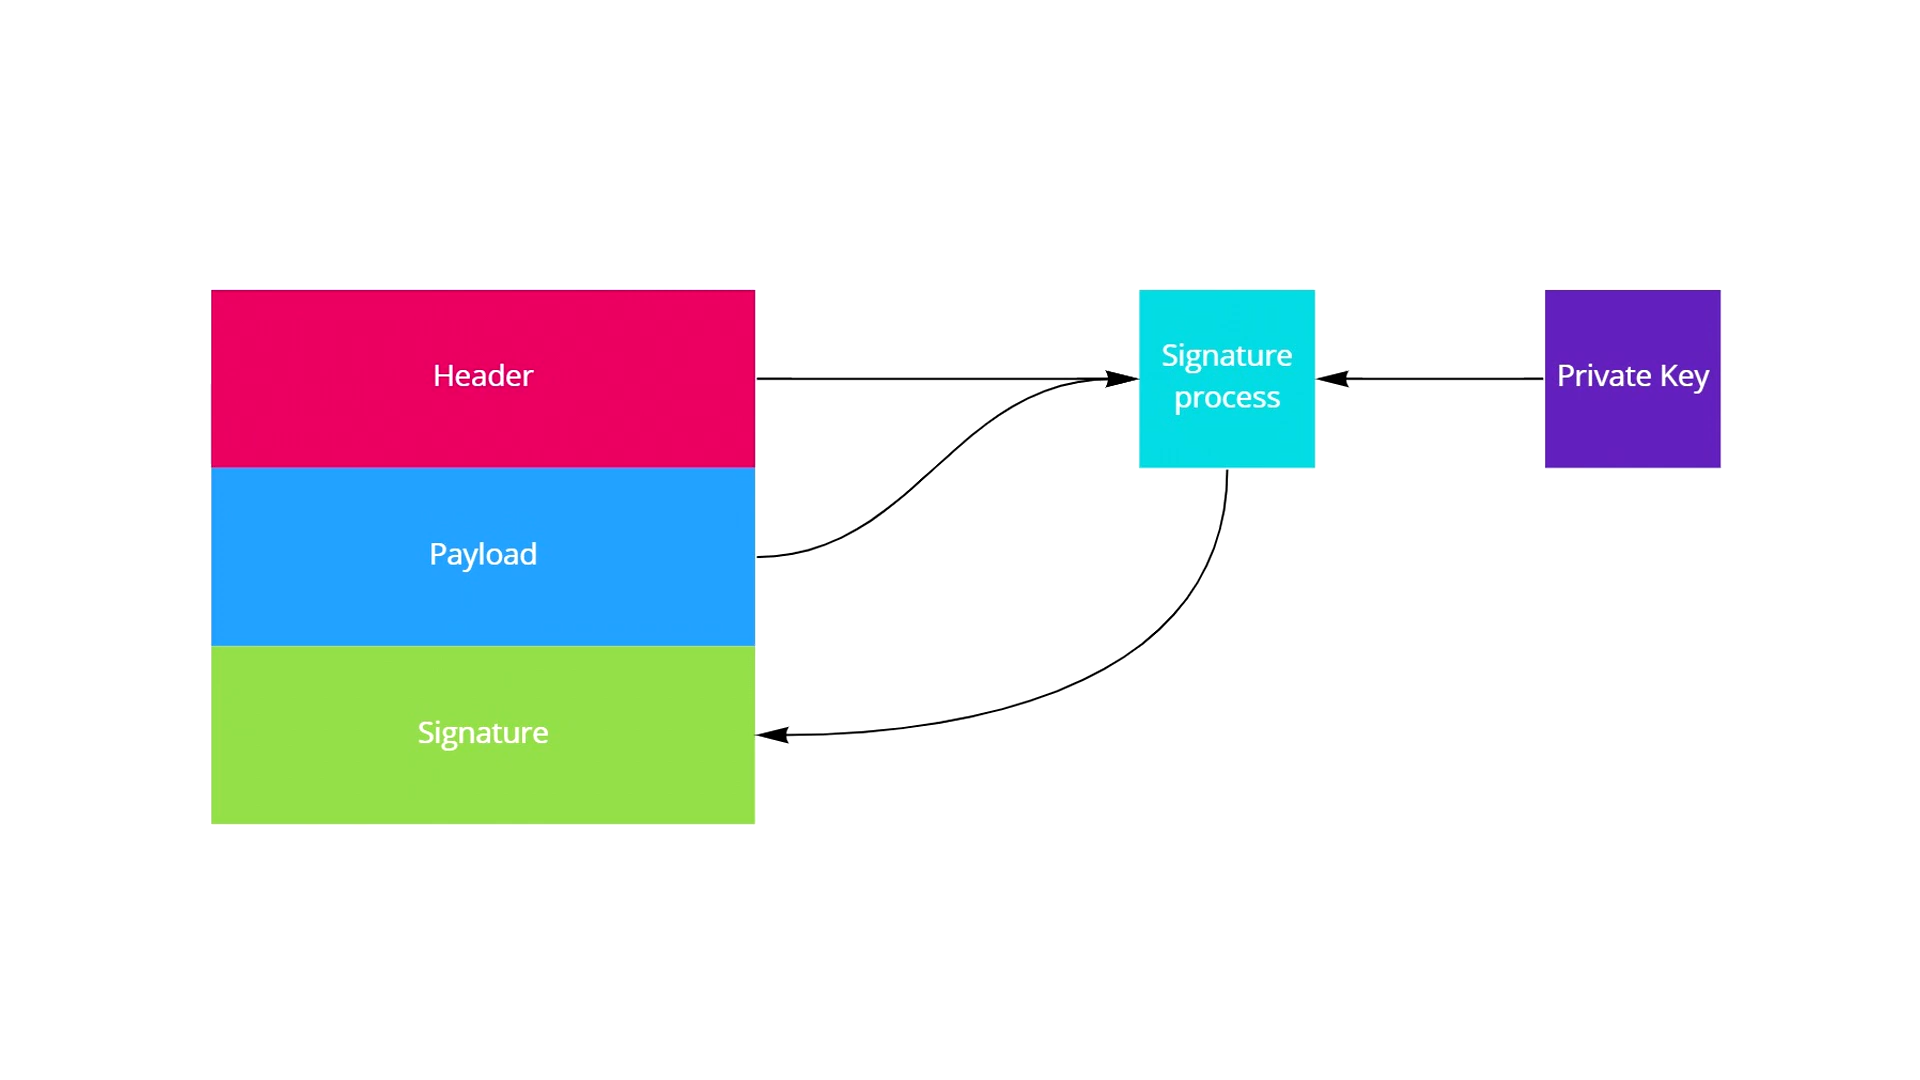 Header
Signature
process
Private Key
Payload
Signature